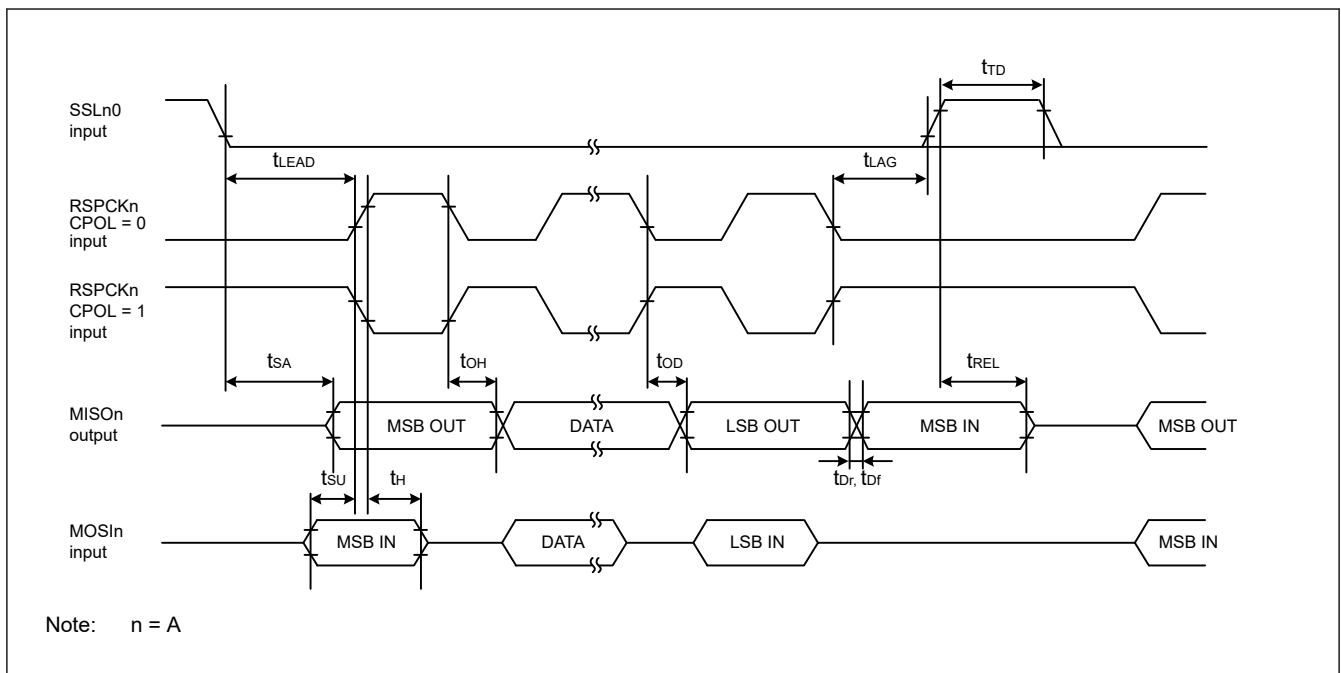 tTD
SSLn0
input
tLEAD
tLAG
RSPCKn
CPOL = 0
input
RSPCKn
CPOL = 1
input
tSA
tOH
tOD
tREL
MISOn
output
MSB OUT
DATA
LSB OUT
MSB IN
MSB OUT
tSU
tH
tDr, tDf
MOSIn
input
MSB IN
DATA
LSB IN
MSB IN
Note: n = A